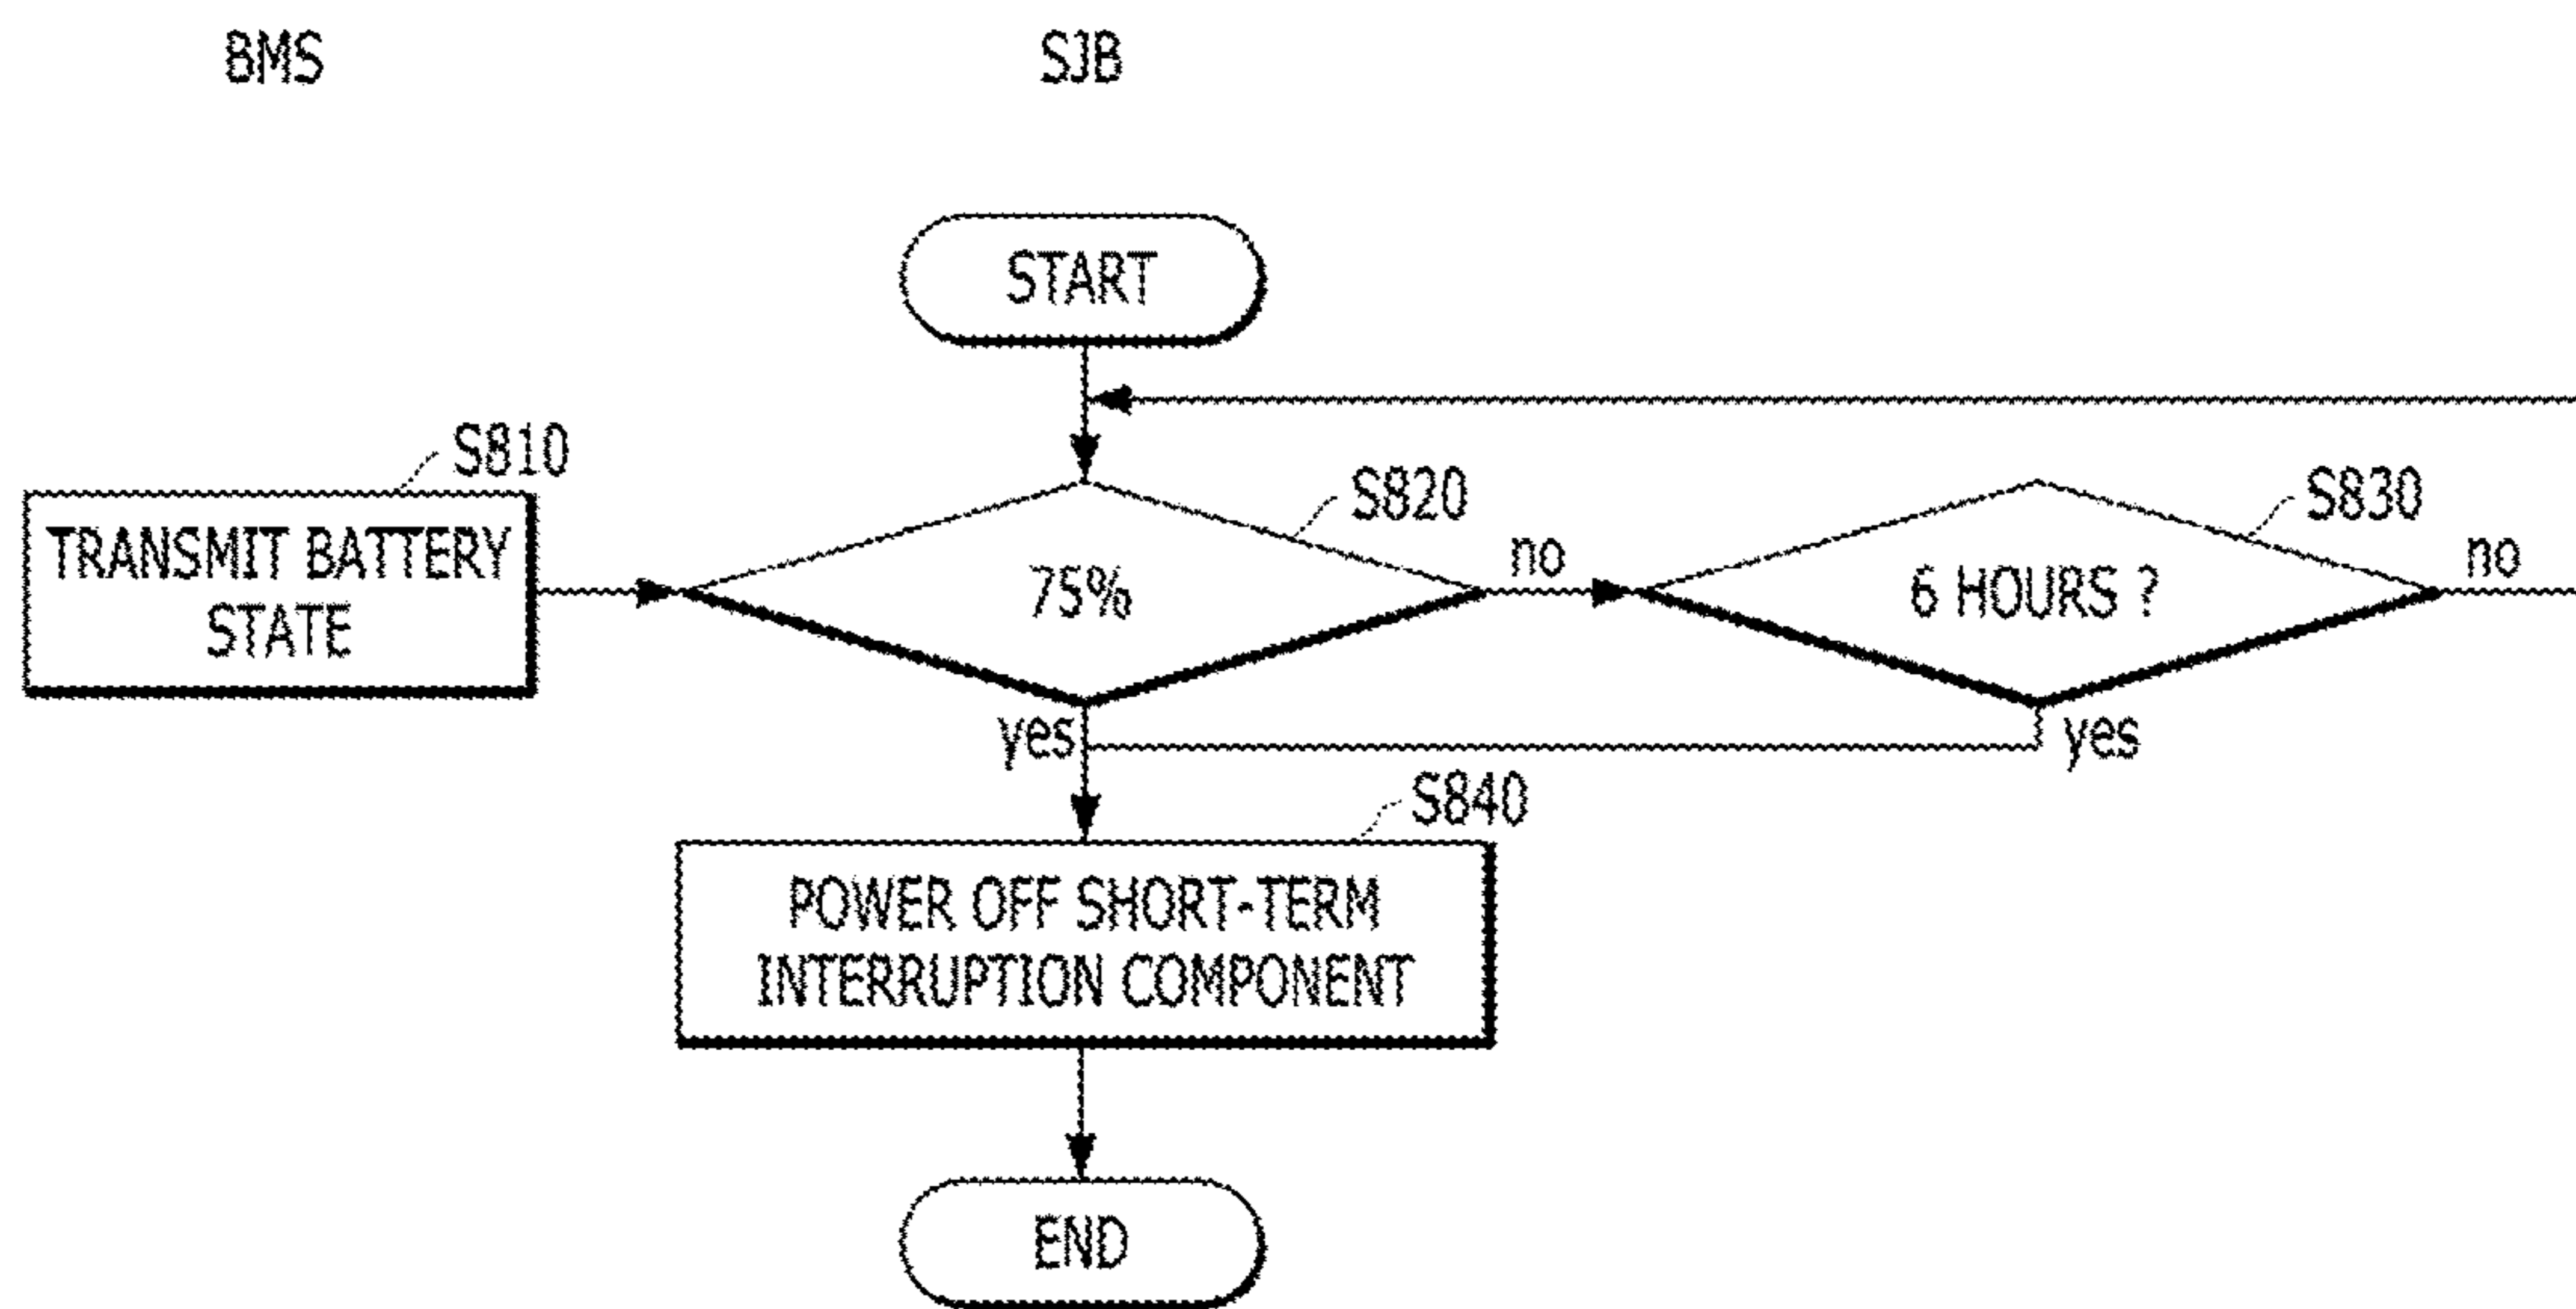 BMS
SJB
START
S810
TRANSMIT BATTERY
STATE
S820
75%
no
S830
6 HOURS ?
no
yes
yes
S840
POWER OFF SHORT-TERM
INTERRUPTION COMPONENT
END